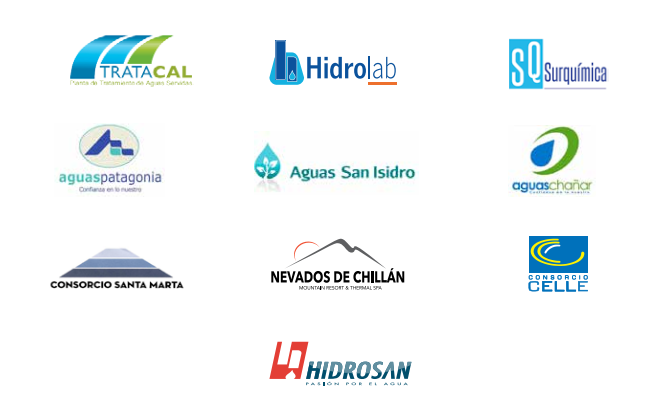 TRATACAL
Planta de Tratamiento de Aguas Servidas
Hidrolab
SQ
Surquímica
aguaspatagonia
Confianza en lo nuestro
Aguas San Isidro
aguaschañar
CONSORCIO SANTA MARTA
NEVADOS DE CHILLÁN
MOUNTAIN RESORT & THERMAL SPA
CONSORCIO
CELLE
HIDROSAN
PASIÓN POR EL AGUA